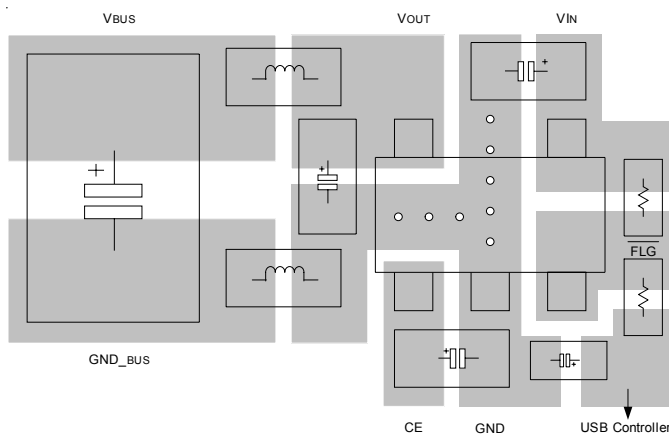 VBUS
VOUT
VIN
FLG
GND_BUS
CE
GND
USB Controller